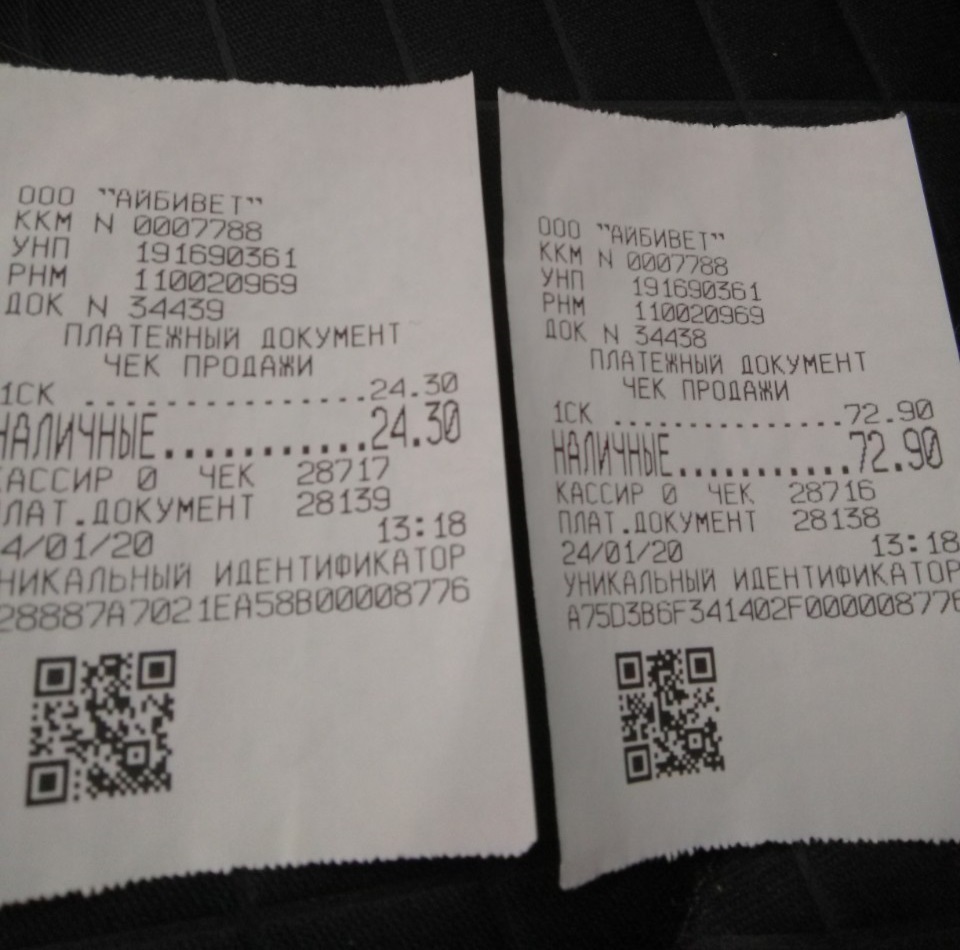 ООО "АЙБИВЕТ"
ККМ N 0007788
УНП 191690361
РНМ 110020969
ДОК N 34439
ПЛАТЕЖНЫЙ ДОКУМЕНТ
ЧЕК ПРОДАЖИ
1СК ................24.30
НАЛИЧНЫЕ...........24.30
КАССИР 0 ЧЕК 28717
ПЛАТ.ДОКУМЕНТ 28139
4/01/20 13:18
УНИКАЛЬНЫЙ ИДЕНТИФИКАТОР
28887A7021EA58B00008776
ООО "АЙБИВЕТ"
ККМ N 0007788
УНП 191690361
РНМ 110020969
ДОК N 34438
ПЛАТЕЖНЫЙ ДОКУМЕНТ
ЧЕК ПРОДАЖИ
1СК ................72.90
НАЛИЧНЫЕ...........72.90
КАССИР 0 ЧЕК 28716
ПЛАТ.ДОКУМЕНТ 28138
24/01/20 13:18
УНИКАЛЬНЫЙ ИДЕНТИФИКАТОР
A75D3B6F341402F000008776